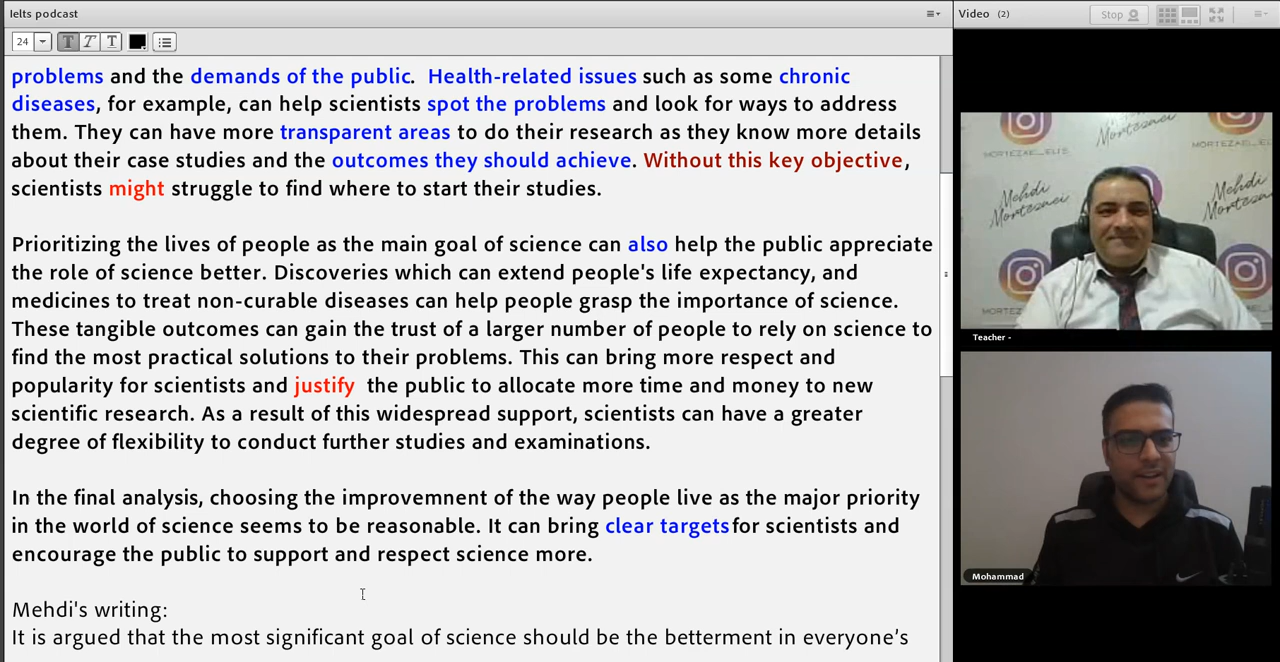 Ielts podcast
Video (2)
Stop
24
T T T
problems and the demands of the public.  Health-related issues such as some chronic
diseases, for example, can help scientists spot the problems and look for ways to address
them. They can have more transparent areas to do their research as they know more details
about their case studies and the outcomes they should achieve. Without this key objective,
scientists might struggle to find where to start their studies.
Prioritizing the lives of people as the main goal of science can also help the public appreciate
the role of science better. Discoveries which can extend people's life expectancy, and
medicines to treat non-curable diseases can help people grasp the importance of science.
These tangible outcomes can gain the trust of a larger number of people to rely on science to
find the most practical solutions to their problems. This can bring more respect and
popularity for scientists and justify  the public to allocate more time and money to new
scientific research. As a result of this widespread support, scientists can have a greater
degree of flexibility to conduct further studies and examinations.
In the final analysis, choosing the improvemnent of the way people live as the major priority
in the world of science seems to be reasonable. It can bring clear targets for scientists and
encourage the public to support and respect science more.
Mehdi's writing:
It is argued that the most significant goal of science should be the betterment in everyone’s
MORTEZAEI_IELTS
Mehdi
Mortezaei
Mehdi
Mortezaei
Teacher -
Mohammad